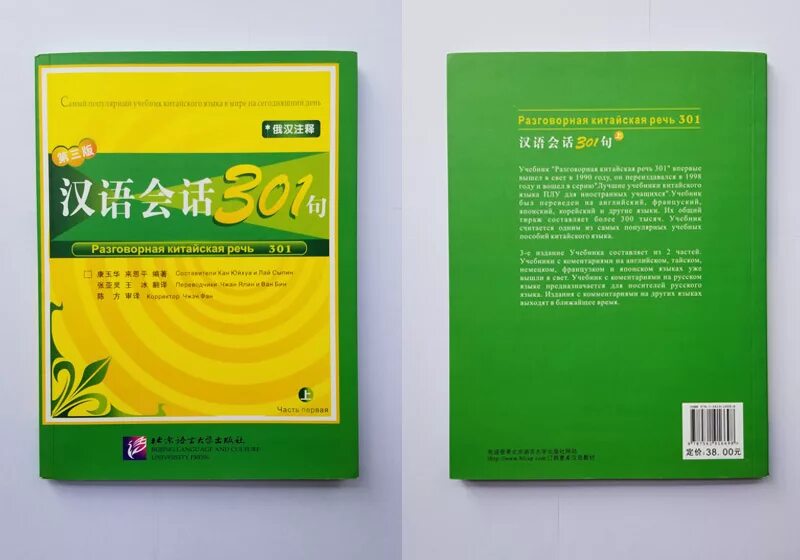 Самый популярный учебник китайского языка в мире на сегодняшний день
*俄汉注释
第三版
汉语会话301句
Разговорная китайская речь 301
康玉华 来思平 编著 Составители Кан Юйхуа и Лай Сыпин
张亚灵 王冰 翻译 Переводчики Чжан Ялин и Ван Бин
陈方 审译 Корректор Чжэн Фан
上
Часть первая
北京语言大学出版社
BEIJING LANGUAGE AND CULTURE
UNIVERSITY PRESS
Разговорная китайская речь 301
汉语会话301句 上
Учебник "Разговорная китайская речь 301" впервые
вышел в свет в 1990 году, он переиздавался в 1998
году и вошел в серию"Лучшие учебники китайского
языка ПЛУ для иностранных учащихся". Учебник
был переведен на английский, французский,
японский, корейский и другие языки. Их общий
тираж составляет более 300 тысяч. Учебник
считается одним из самых популярных учебных
пособий китайского языка.
3-е издание Учебника составляет из 2 частей.
Учебники с коментариями на английском, тайском,
немецком, французком и японском языках уже
вышли в свет. Учебник с коментариями на русском
языке предназначается для носителей русского
языка. Издания с комментариями на других языках
выходят в ближайшее время.
定价:38.00元